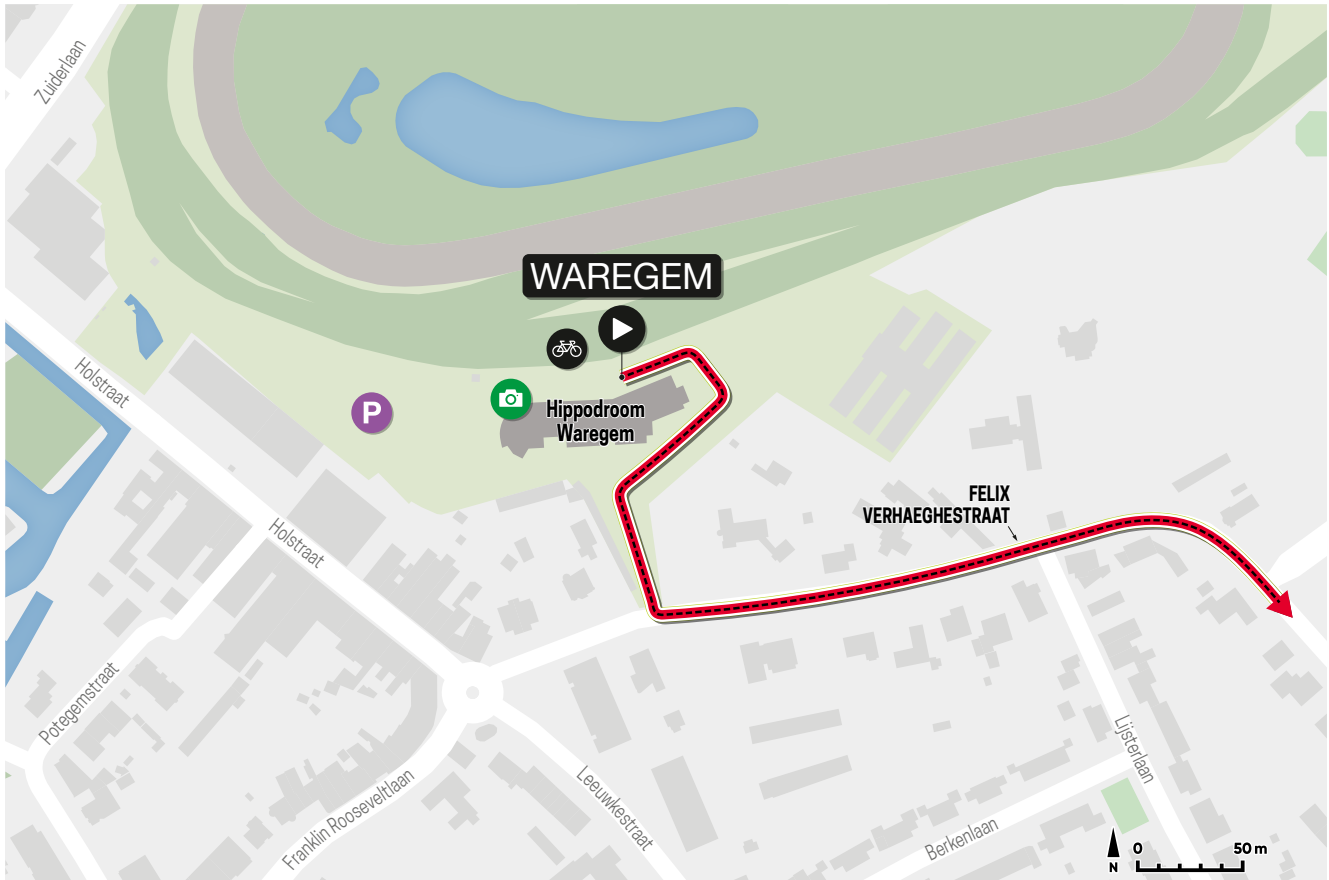 Zuiderlaan
WAREGEM
Holstraat
P
Hippodroom
Waregem
FELIX
VERHAEGHESTRAAT
Holstraat
Potegemstraat
Franklin Rooseveltlaan
Leeuwkestraat
Lijsterlaan
Berkenlaan
N
0 50 m